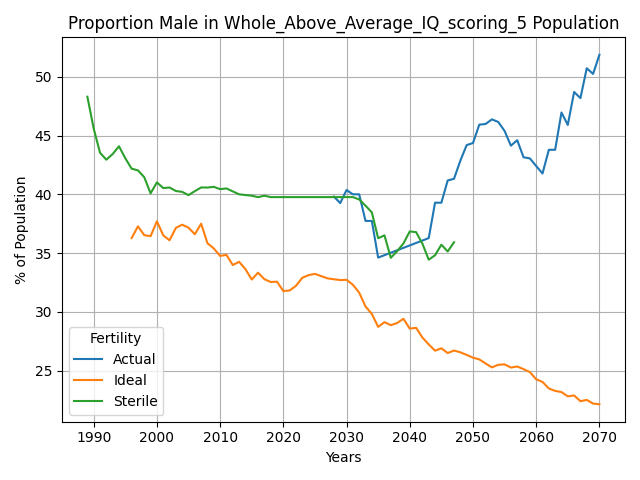 Proportion Male in Whole_Above_Average_IQ_scoring_5 Population
% of Population
50
45
40
35
30
25
Fertility
Actual
Ideal
Sterile
1990 2000 2010 2020 2030 2040 2050 2060 2070
Years